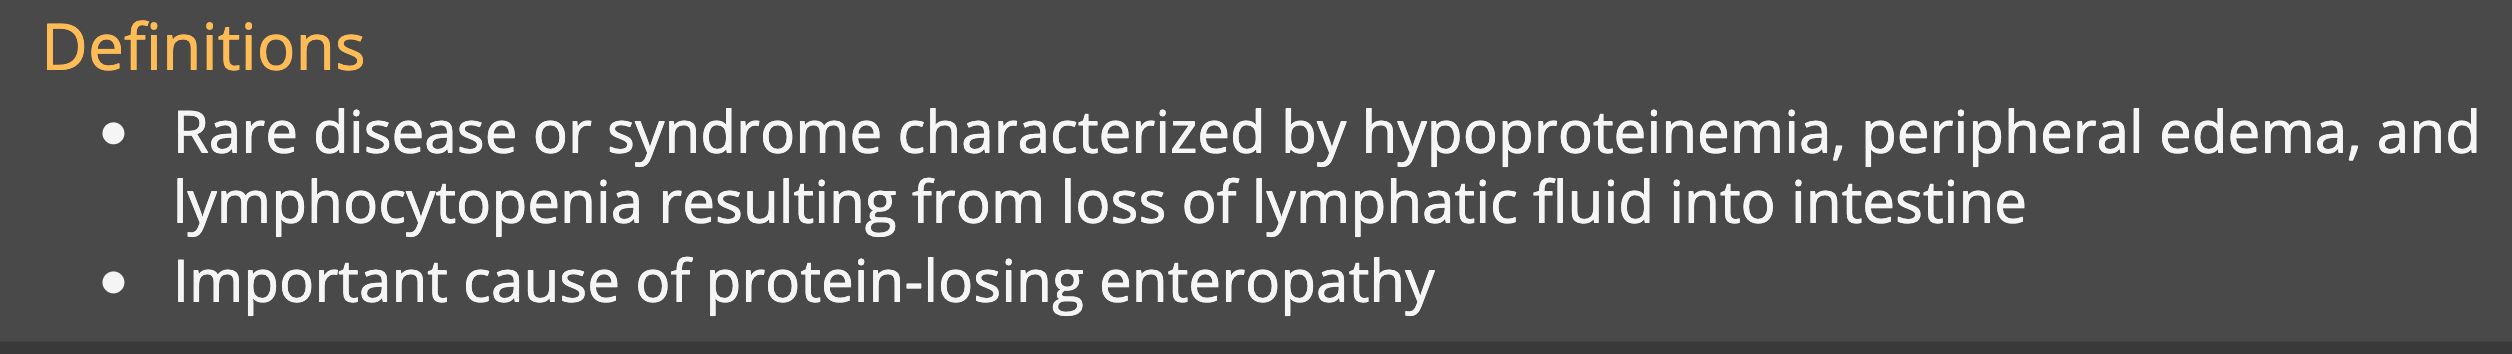 Definitions
• Rare disease or syndrome characterized by hypoproteinemia, peripheral edema, and
lymphocytopenia resulting from loss of lymphatic fluid into intestine
• Important cause of protein-losing enteropathy